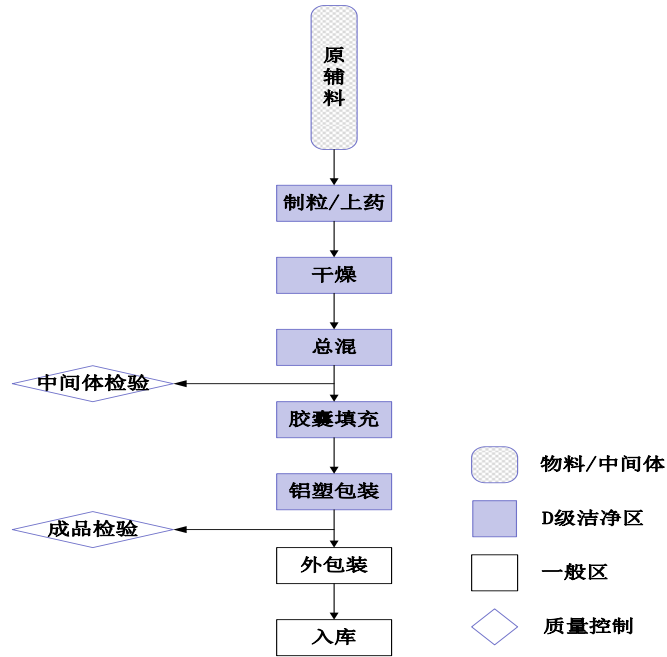 原
辅
料
制粒/上药
干燥
总混
中间体检验
胶囊填充
铝塑包装
成品检验
外包装
入库
物料/中间体
D级洁净区
一般区
质量控制